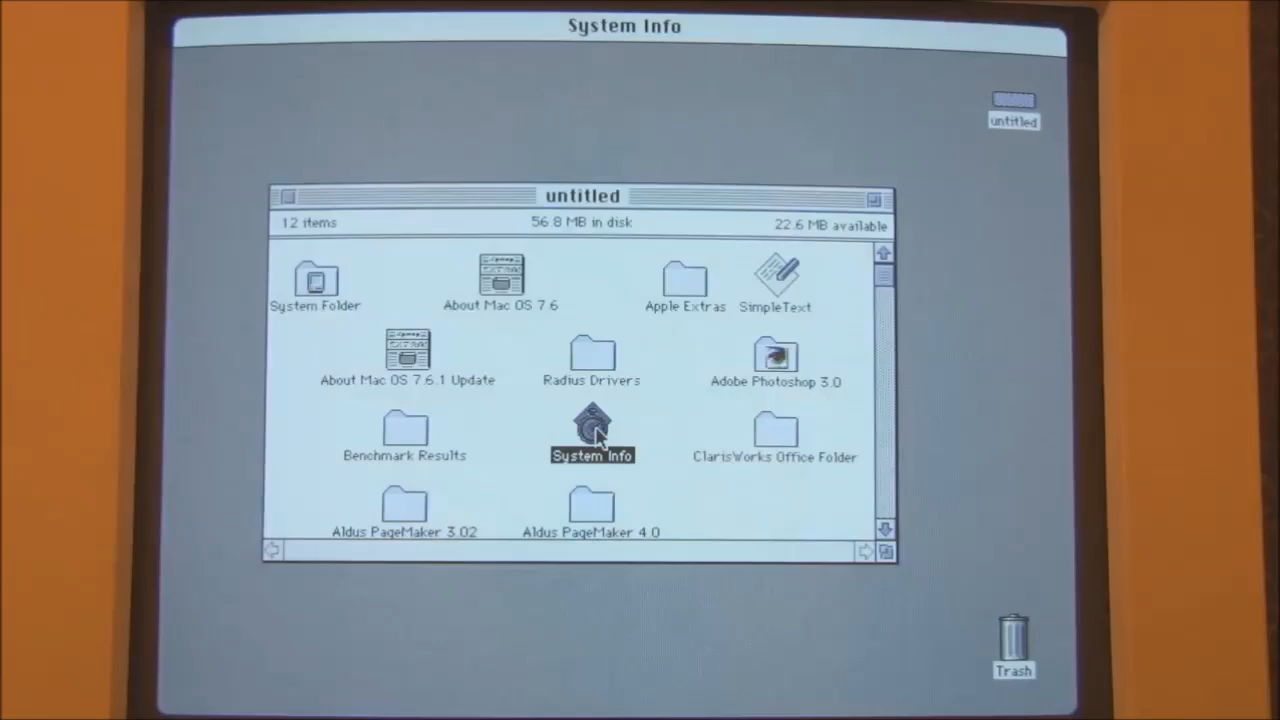 System Info
untitled
untitled
12 items 56.8 MB in disk 22.6 MB available
System Folder About Mac OS 7.6 Apple Extras SimpleText
About Mac OS 7.6.1 Update Radius Drivers Adobe Photoshop 3.0
Benchmark Results System Info ClarisWorks Office Folder
Aldus PageMaker 3.02 Aldus PageMaker 4.0
Trash